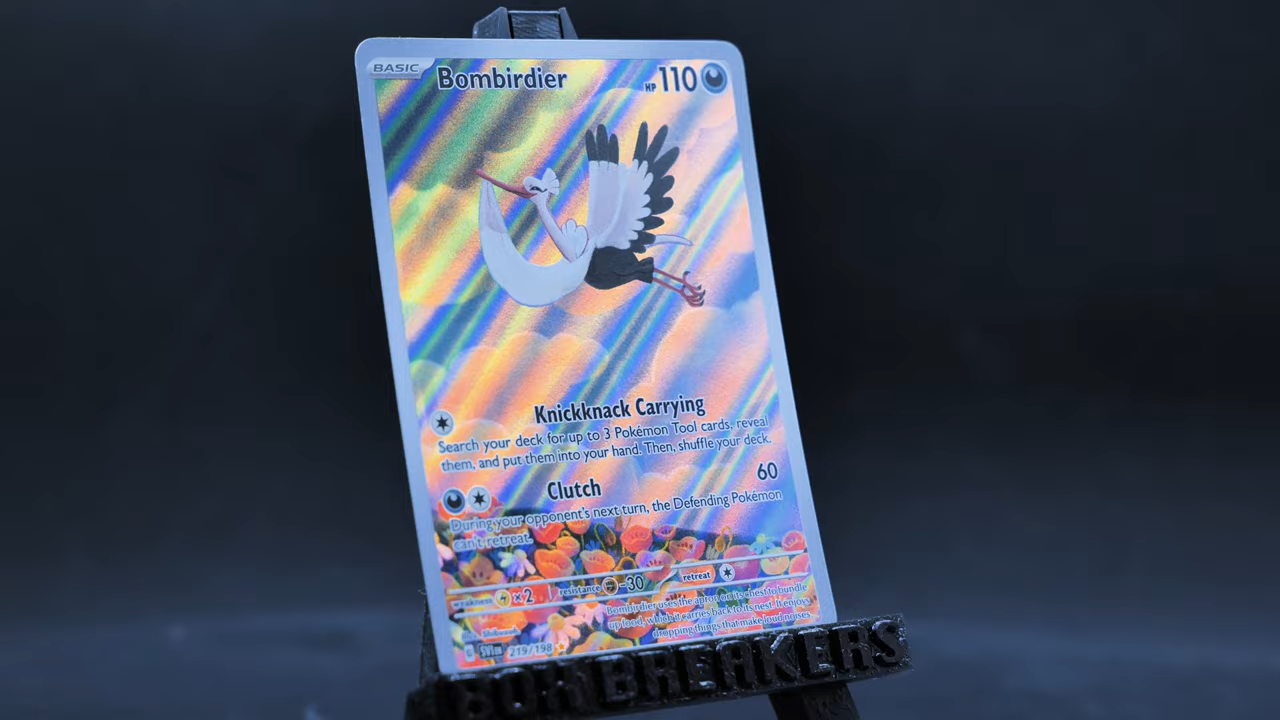 BASIC Bombirdier HP 110
Knickknack Carrying
Search your deck for up to 3 Pokémon Tool cards, reveal
them, and put them into your hand. Then, shuffle your deck.
Clutch 60
During your opponent's next turn, the Defending Pokémon
can't retreat.
weakness ×2 resistance -30 retreat
Bombirdier uses the apron on its chest to bundle
up food, which it carries back to its nest. It enjoys
dropping things that make loud noises.
SVI EN 219/198
BOX BREAKERS